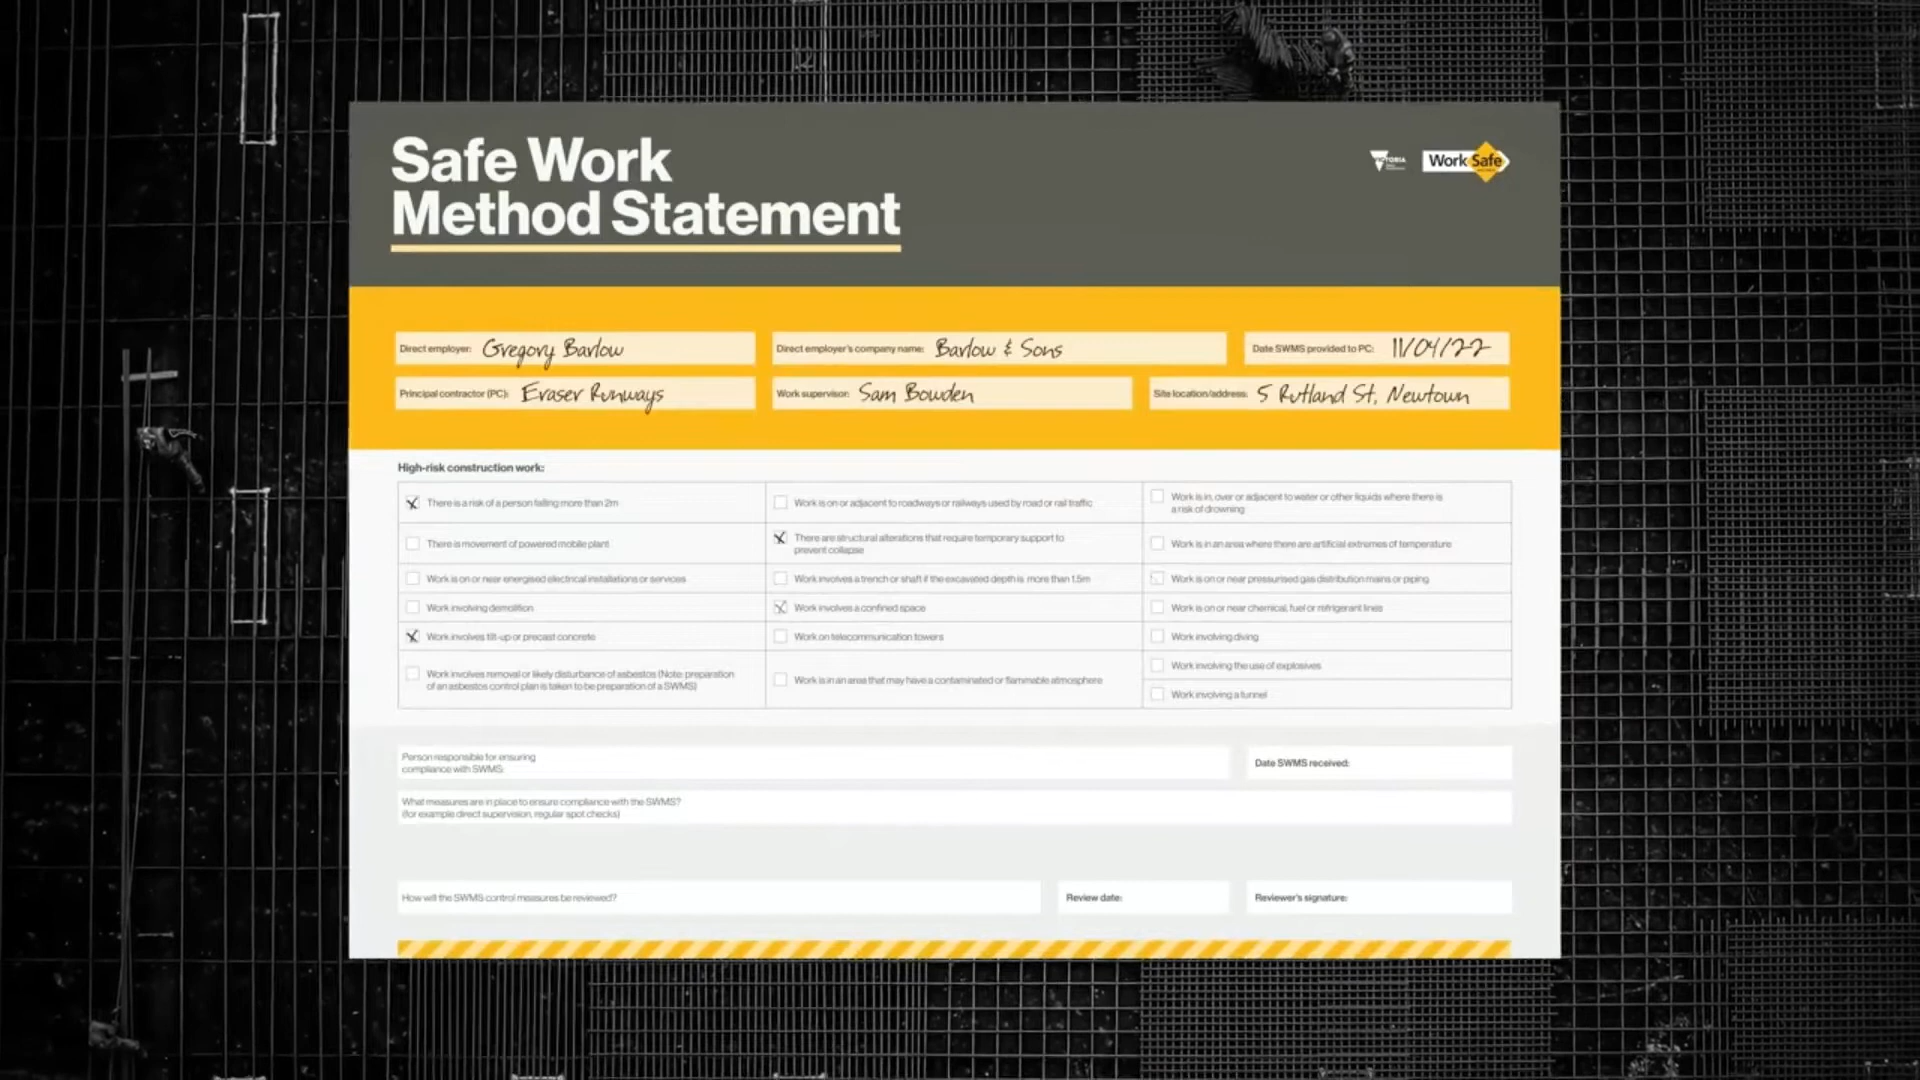 Safe Work
Method Statement
VICTORIA
WorkSafe
Direct employer: Gregory Barlow
Direct employer's company name: Barlow & Sons
Date SWMS provided to PC: 11/04/22
Principal contractor (PC): Eraser Runways
Work supervisor: Sam Bowden
Site location/address: 5 Rutland St, Newtown
High-risk construction work:
There is a risk of a person falling more than 2m
Work is on or adjacent to roadways or railways used by road or rail traffic
Work is in, over or adjacent to water or other liquids where there is
a risk of drowning
There is movement of powered mobile plant
There are structural alterations that require temporary support to
prevent collapse
Work is in an area where there are artificial extremes of temperature
Work is on or near energised electrical installations or services
Work involves a trench or shaft if the excavated depth is more than 1.5m
Work is on or near pressurised gas distribution mains or piping
Work involving demolition
Work involves a confined space
Work is on or near chemical, fuel or refrigerant lines
Work involves tilt-up or precast concrete
Work on telecommunication towers
Work involving diving
Work involves removal or likely disturbance of asbestos (Note: preparation
of an asbestos control plan is taken to be preparation of a SWMS)
Work is in an area that may have a contaminated or flammable atmosphere
Work involving the use of explosives
Work involving a tunnel
Person responsible for ensuring
compliance with SWMS:
Date SWMS received:
What measures are in place to ensure compliance with the SWMS?
(for example direct supervision, regular spot checks)
How will the SWMS control measures be reviewed?
Review date:
Reviewer's signature: